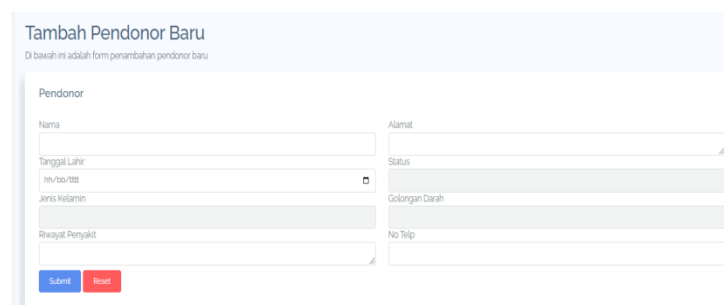 Tambah Pendonor Baru
Di bawah ini adalah form penambahan pendonor baru
Pendonor
Nama
Alamat
Tanggal Lahir
Status
hh/bb/tttt
Jenis Kelamin
Golongan Darah
Riwayat Penyakit
No Telp
Submit
Reset